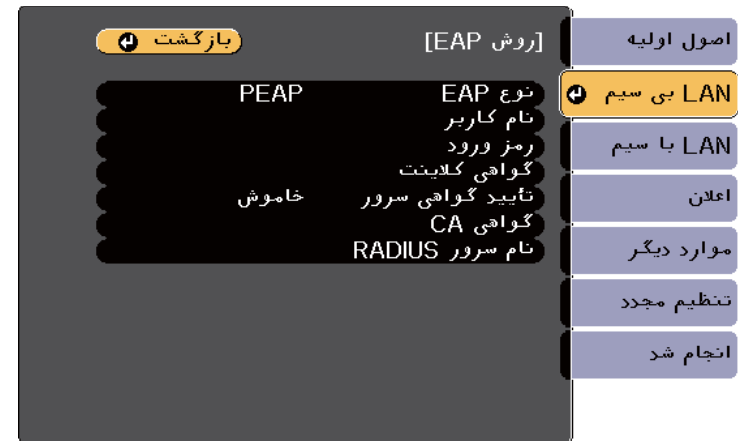 اصول اولیه
LAN بی سیم
LAN با سیم
اعلان
موارد دیگر
تنظیم مجدد
انجام شد
[روش EAP]
بازگشت
نوع EAP PEAP
نام کاربر
رمز ورود
گواهی کلاینت
تأیید گواهی سرور خاموش
گواهی CA
نام سرور RADIUS